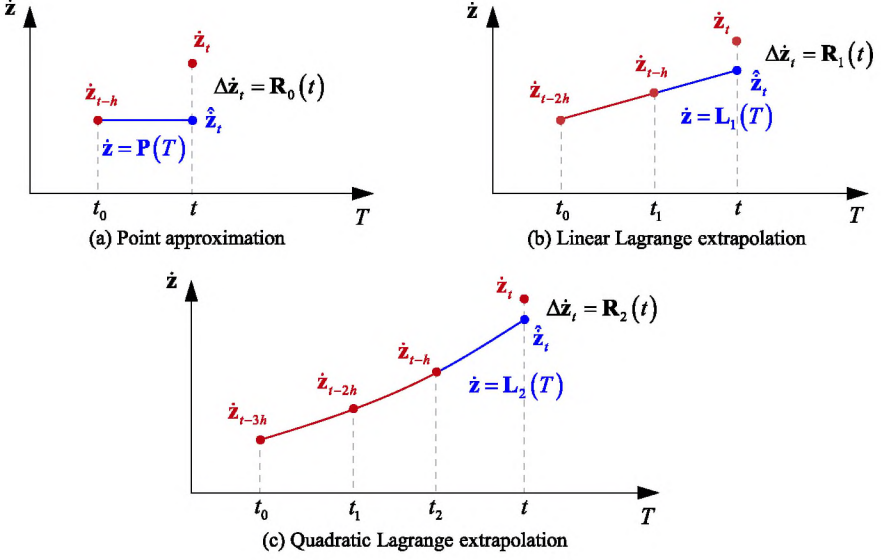 ż
ż_t
Δż_t = R_0(t)
ż_{t−h}
ẑ̇_t
ż = P(T)
t_0
t
T
(a) Point approximation
ż
ż_t
Δż_t = R_1(t)
ż_{t−h}
ż_{t−2h}
ẑ̇_t
ż = L_1(T)
t_0
t_1
t
T
(b) Linear Lagrange extrapolation
ż
ż_t
Δż_t = R_2(t)
ẑ̇_t
ż_{t−h}
ż_{t−2h}
ż = L_2(T)
ż_{t−3h}
t_0
t_1
t_2
t
T
(c) Quadratic Lagrange extrapolation